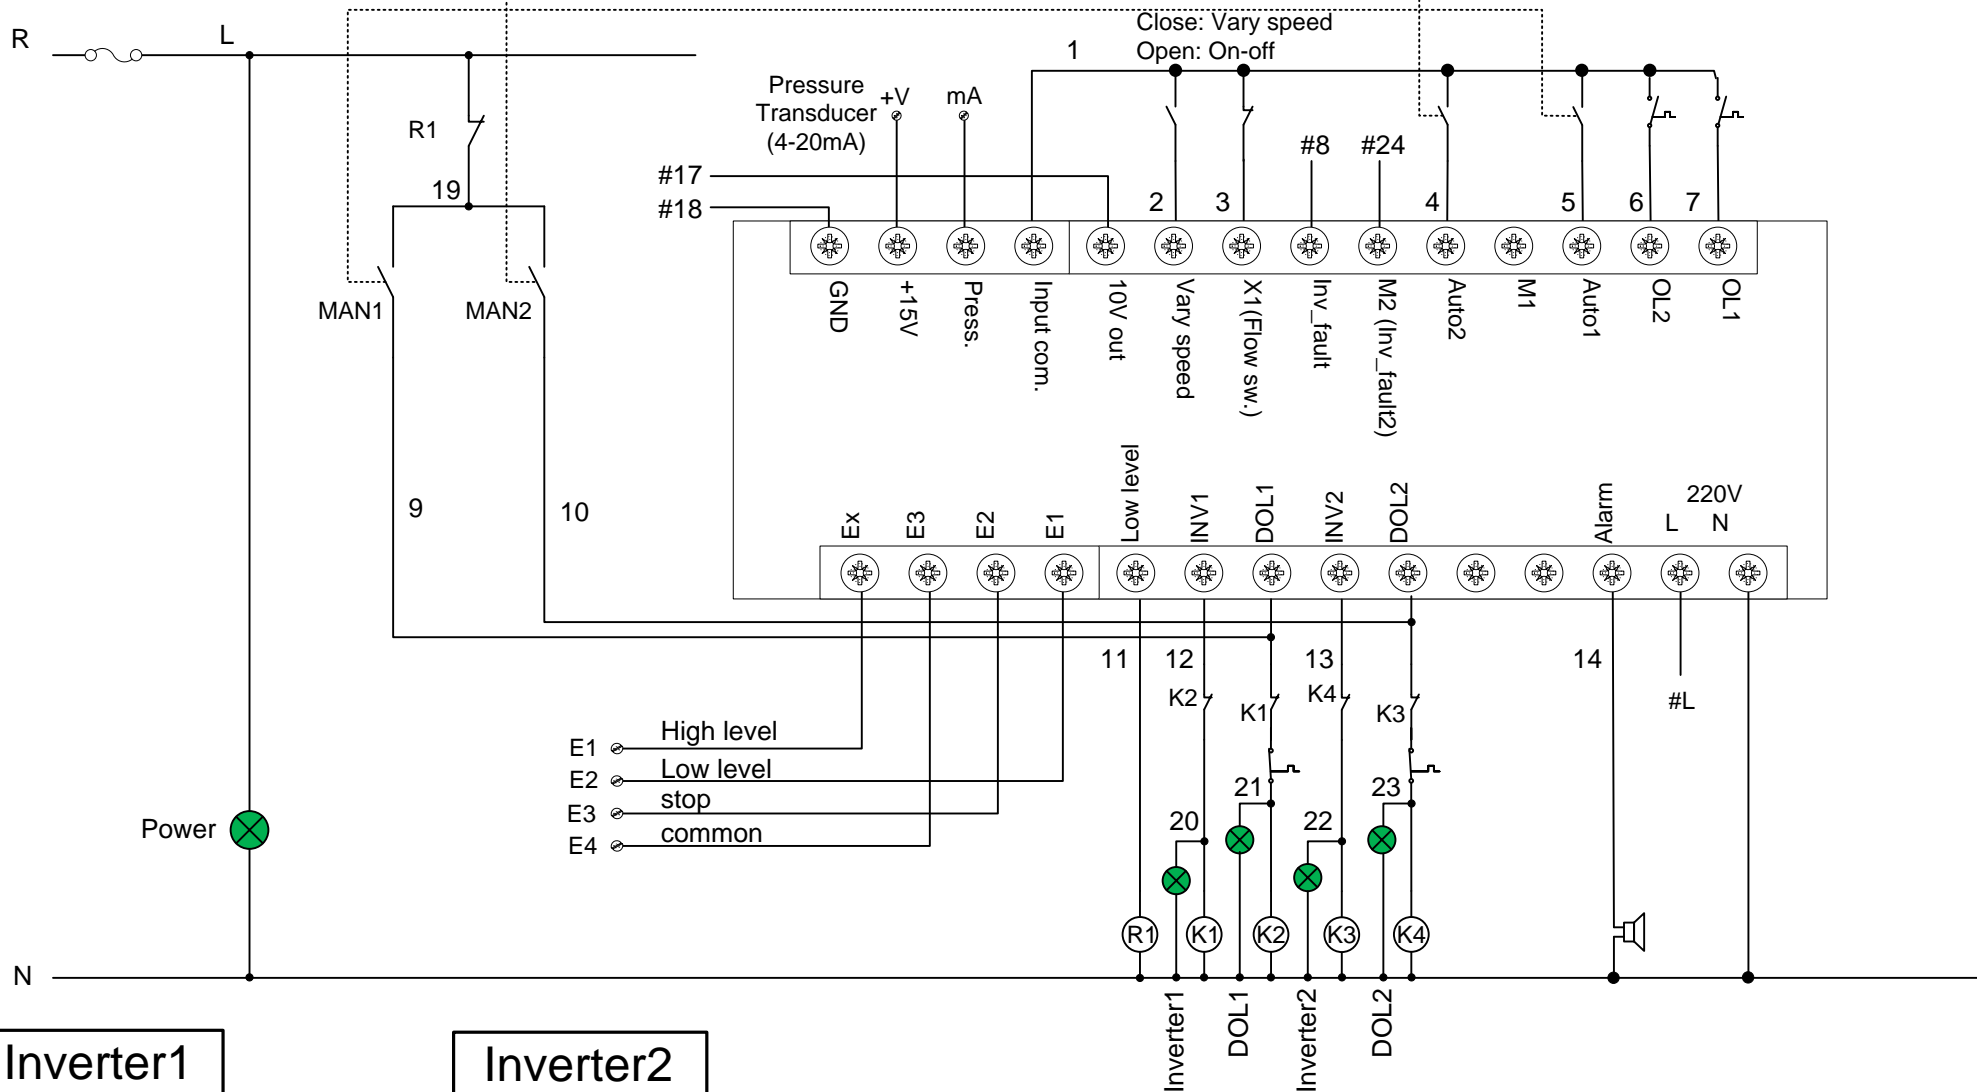 R
L
1
Close: Vary speed
Open: On-off
Pressure
Transducer
(4-20mA)
+V
mA
R1
19
#17
#18
#8
#24
2
3
4
5
6
7
MAN1
MAN2
GND
+15V
Press.
Input com.
10V out
Vary speed
X1(Flow sw.)
Inv_fault
M2 (Inv_fault2)
Auto2
M1
Auto1
OL2
OL1
9
10
Ex
E3
E2
E1
Low level
INV1
DOL1
INV2
DOL2
Alarm
220V
L
N
11
12
13
14
K2
K1
K4
K3
#L
E1
High level
E2
Low level
E3
stop
E4
common
Power
20
21
22
23
R1
K1
K2
K3
K4
N
Inverter1
DOL1
Inverter2
DOL2
Inverter1
Inverter2